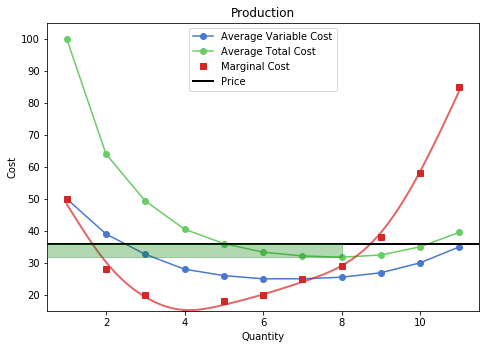 Production
Average Variable Cost
Average Total Cost
Marginal Cost
Price
Cost
100
90
80
70
60
50
40
30
20
2
4
6
8
10
Quantity